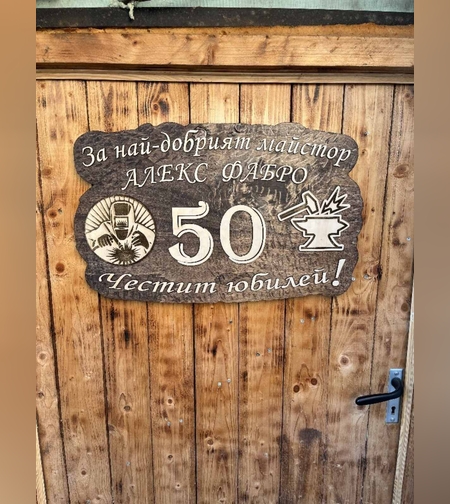 За най-добрият майстор
АЛЕКС ФАБРО
50
Честит юбилей!